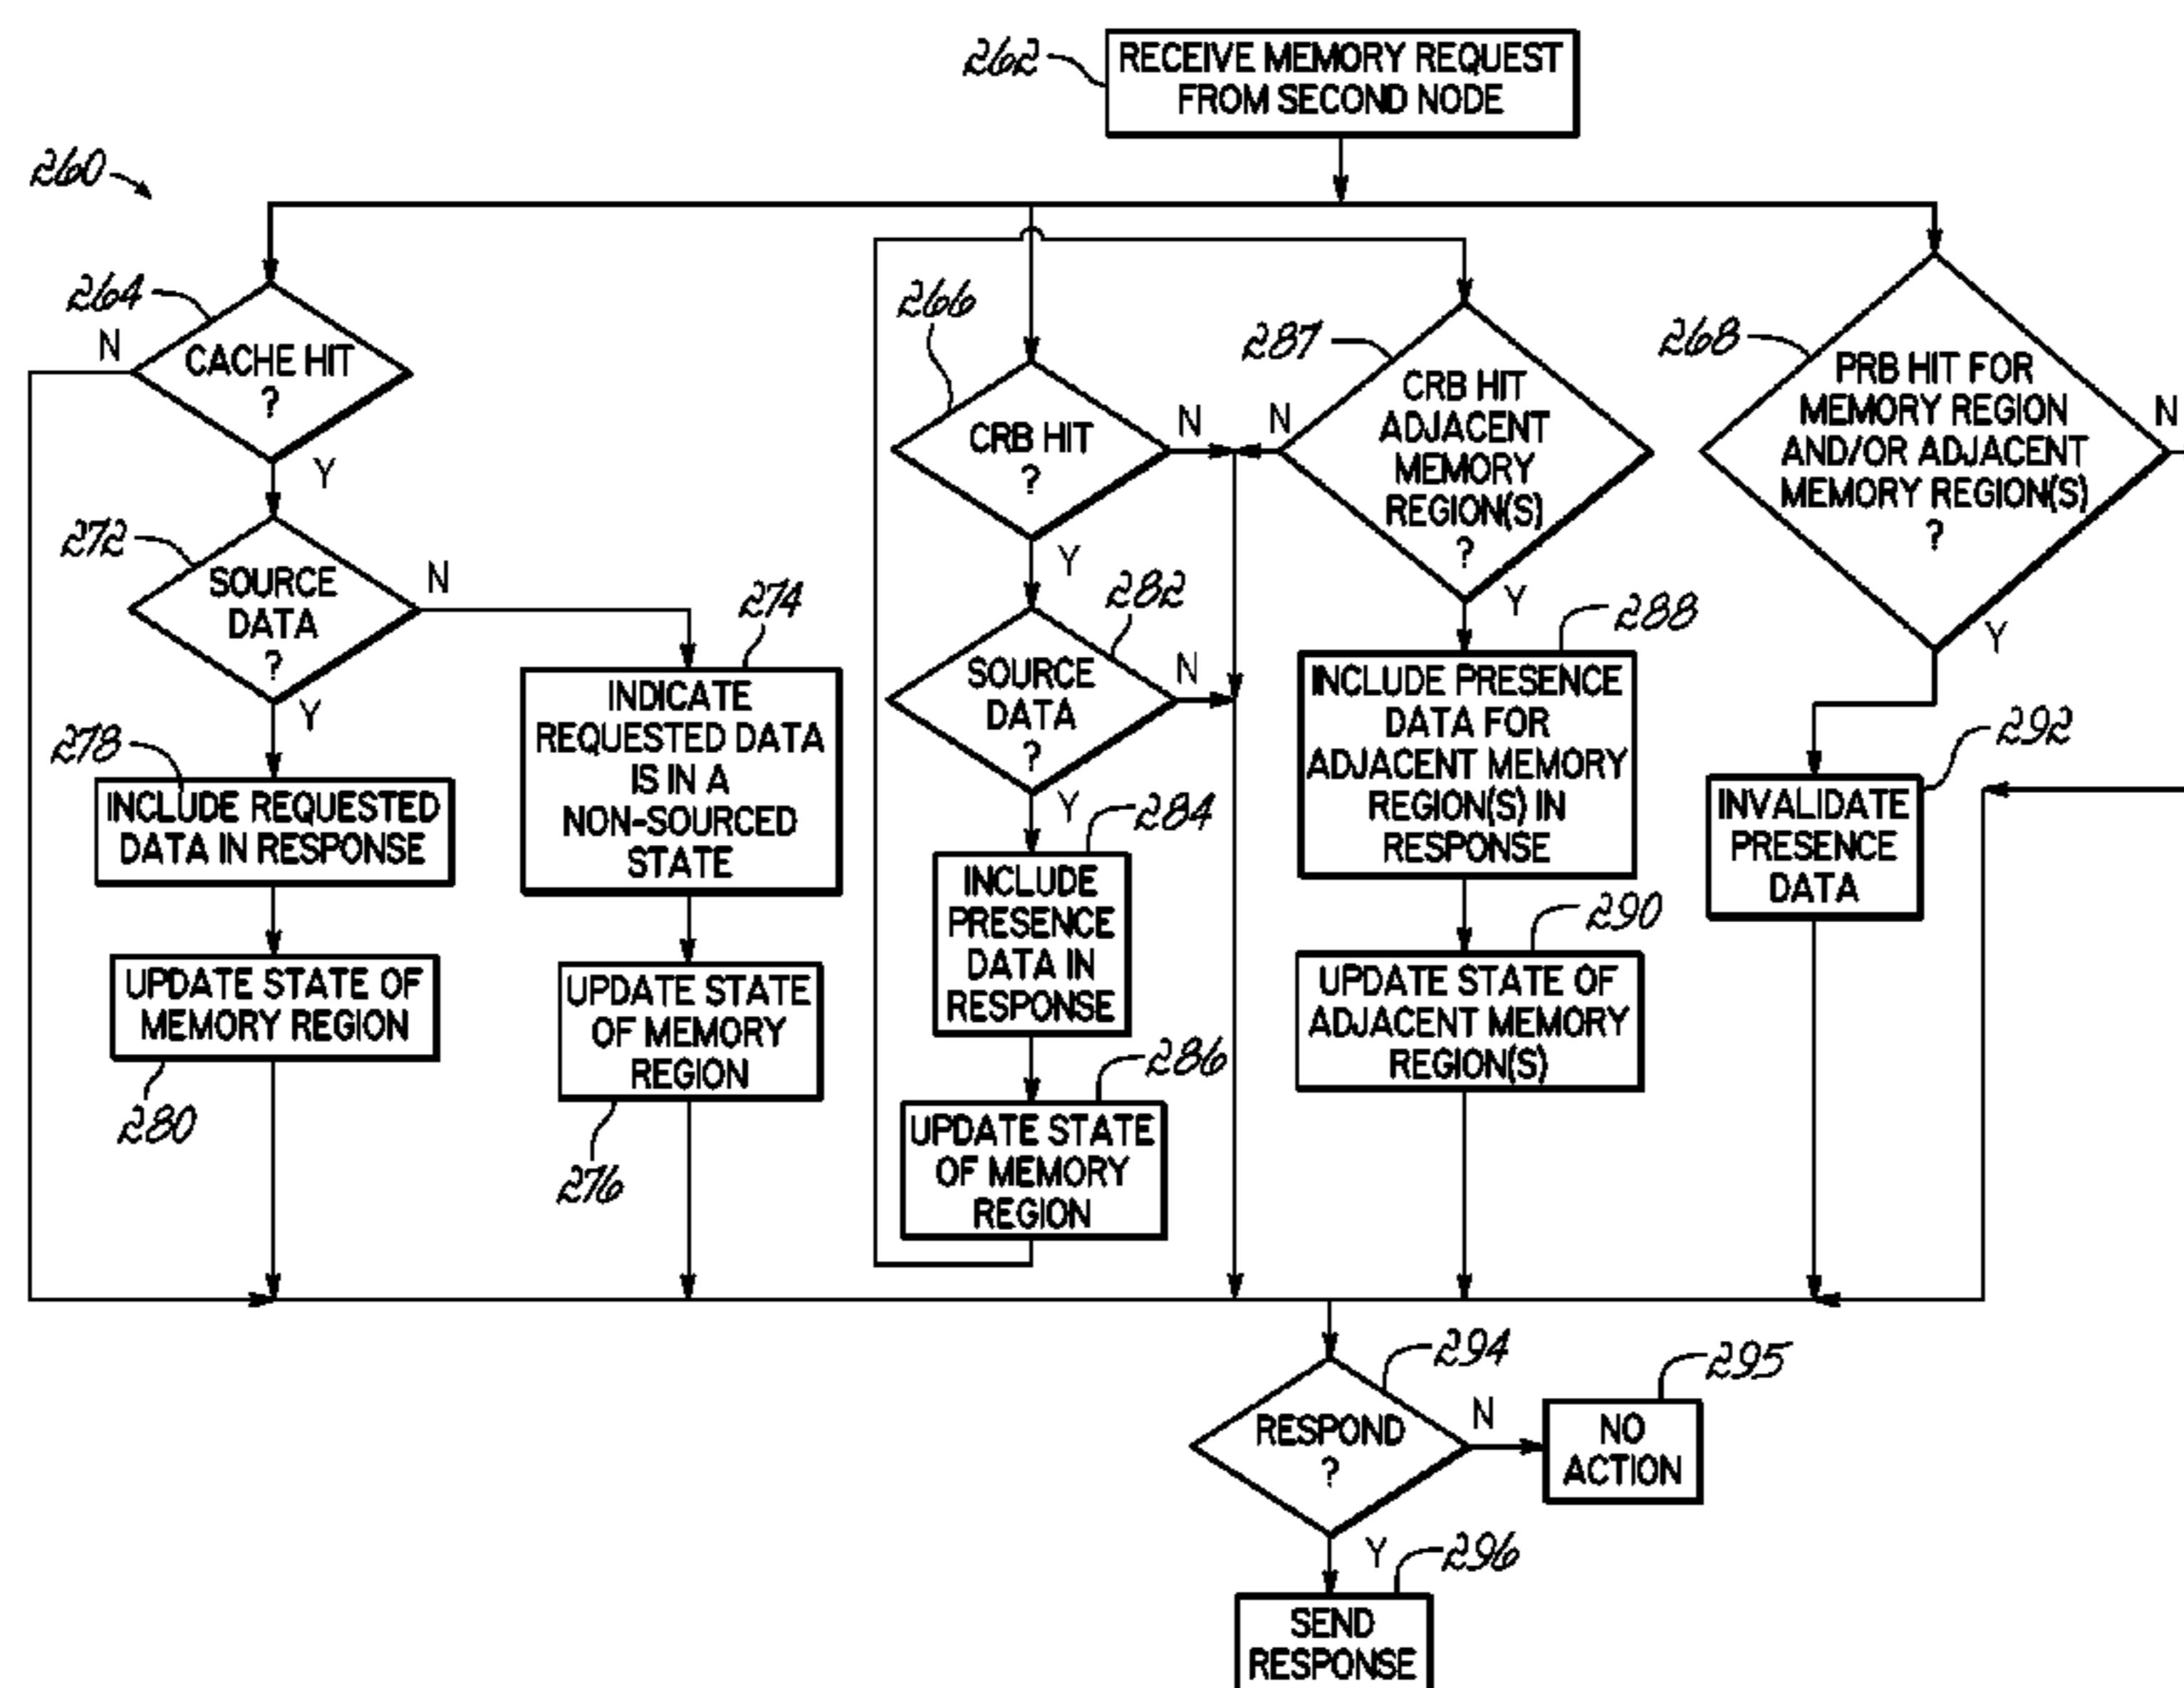 262
RECEIVE MEMORY REQUEST
FROM SECOND NODE
260
264
N
CACHE HIT
?
Y
266
CRB HIT
?
N
Y
287
N
CRB HIT
ADJACENT
MEMORY
REGION(S)
?
Y
268
PRB HIT FOR
MEMORY REGION
AND/OR ADJACENT
MEMORY REGION(S)
?
N
Y
272
SOURCE
DATA
?
N
Y
274
INDICATE
REQUESTED DATA
IS IN A
NON-SOURCED
STATE
282
SOURCE
DATA
?
N
Y
288
INCLUDE PRESENCE
DATA FOR
ADJACENT MEMORY
REGION(S) IN
RESPONSE
292
INVALIDATE
PRESENCE
DATA
278
INCLUDE REQUESTED
DATA IN RESPONSE
284
INCLUDE
PRESENCE
DATA IN
RESPONSE
290
UPDATE STATE OF
ADJACENT MEMORY
REGION(S)
UPDATE STATE OF
MEMORY REGION
280
UPDATE STATE
OF MEMORY
REGION
276
286
UPDATE STATE
OF MEMORY
REGION
294
RESPOND
?
N
Y
295
NO
ACTION
296
SEND
RESPONSE